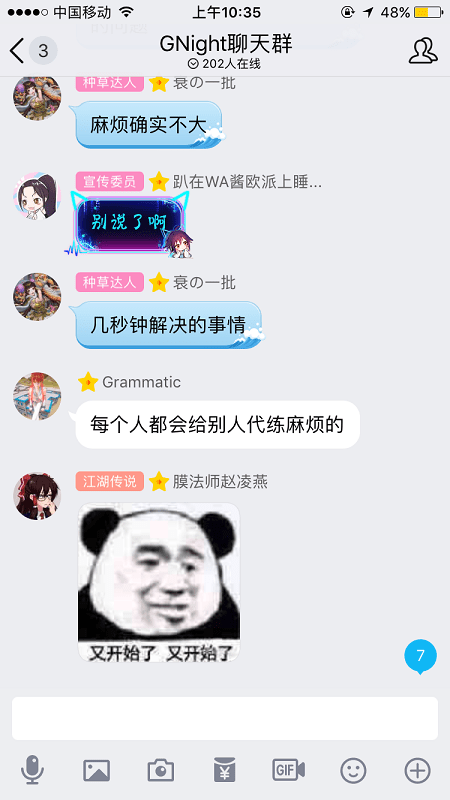 中国移动 上午10:35 48%
3 GNight聊天群
202人在线
种草达人 衰の一批
麻烦确实不大
宣传委员 趴在WA酱欧派上睡...
别说了啊
种草达人 衰の一批
几秒钟解决的事情
Grammatic
每个人都会给别人代练麻烦的
江湖传说 膜法师赵凌燕
又开始了 又开始了
7
¥
GIF